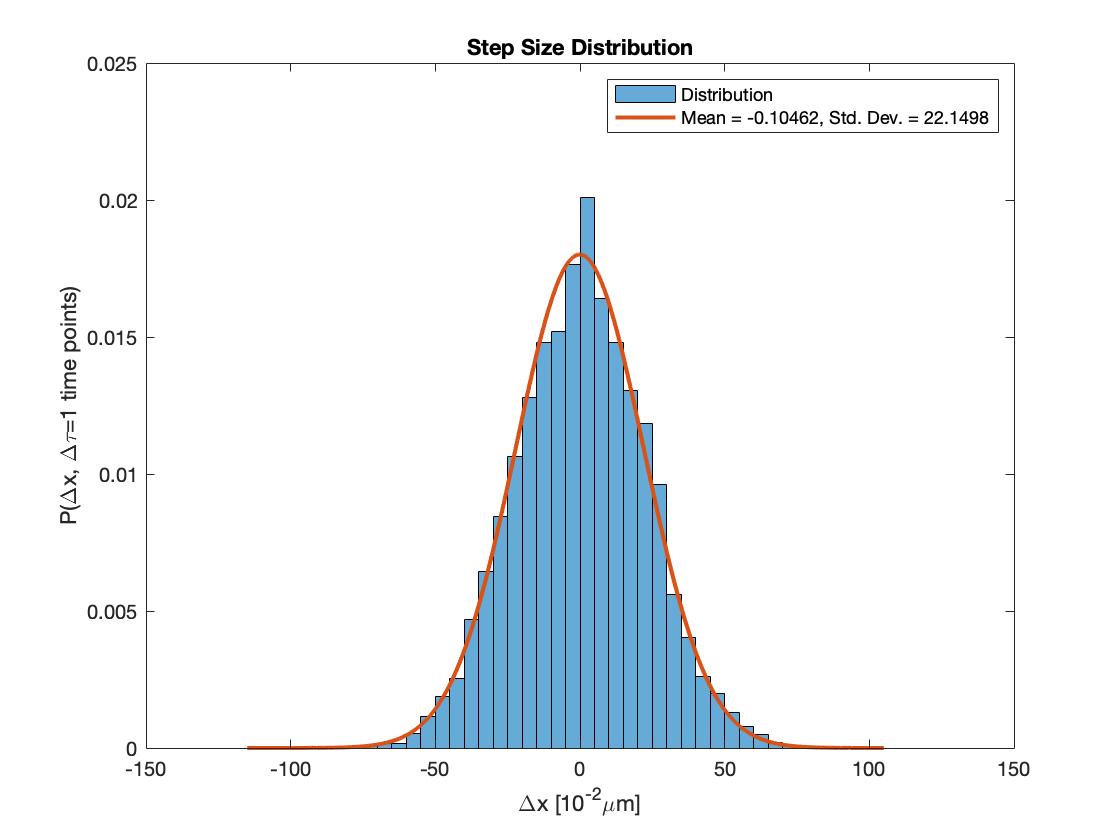 Step Size Distribution
Distribution
Mean = -0.10462, Std. Dev. = 22.1498
0.025
0.02
0.015
0.01
0.005
0
P(Δx, Δτ=1 time points)
-150 -100 -50 0 50 100 150
Δx [10⁻²μm]